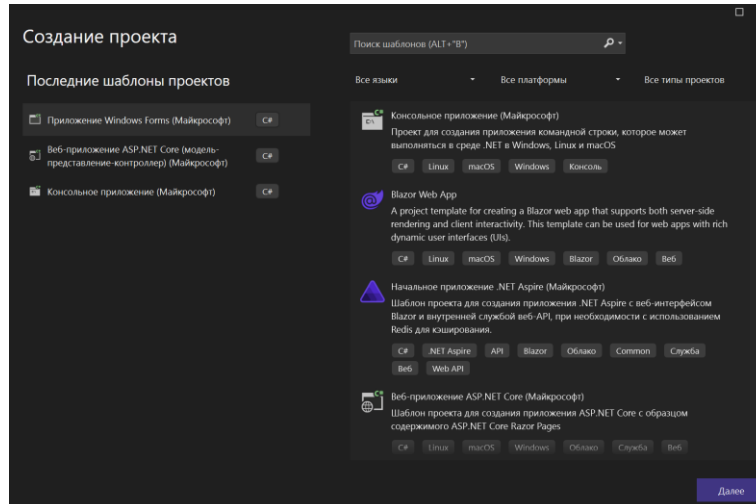 Создание проекта
Поиск шаблонов (ALT+"В")
Последние шаблоны проектов
Все языки
Все платформы
Все типы проектов
Приложение Windows Forms (Майкрософт)
C#
Веб-приложение ASP.NET Core (модель-
представление-контроллер) (Майкрософт)
C#
Консольное приложение (Майкрософт)
C#
Консольное приложение (Майкрософт)
Проект для создания приложения командной строки, которое может
выполняться в среде .NET в Windows, Linux и macOS
C# Linux macOS Windows Консоль
Blazor Web App
A project template for creating a Blazor web app that supports both server-side
rendering and client interactivity. This template can be used for web apps with rich
dynamic user interfaces (UIs).
C# Linux macOS Windows Blazor Облако Веб
Начальное приложение .NET Aspire (Майкрософт)
Шаблон проекта для создания приложения .NET Aspire с веб-интерфейсом
Blazor и внутренней службой веб-API, при необходимости с использованием
Redis для кэширования.
C# .NET Aspire API Blazor Облако Common Служба
Веб Web API
Веб-приложение ASP.NET Core (Майкрософт)
Шаблон проекта для создания приложения ASP.NET Core с образцом
содержимого ASP.NET Core Razor Pages
C# Linux macOS Windows Облако Служба Веб
Далее